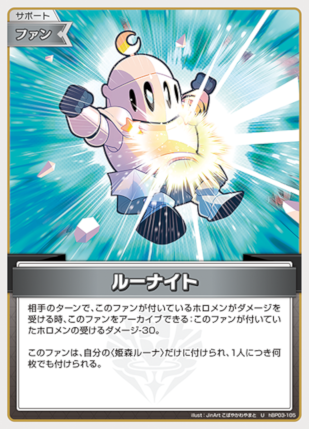 サポート
ファン
ルーナイト
相手のターンで、このファンが付いているホロメンがダメージを
受ける時、このファンをアーカイブできる：このファンが付いてい
たホロメンの受けるダメージ-30。
このファンは、自分の〈姫森ルーナ〉だけに付けられ、1人につき何
枚でも付けられる。
illust：JinArt こばやかわやまと U hBP03-105